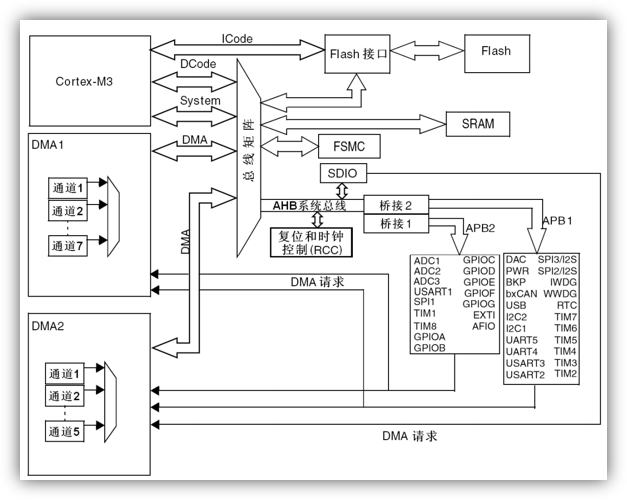 ICode
Flash 接口
Flash
DCode
Cortex-M3
System
总线矩阵
SRAM
DMA1
DMA
FSMC
SDIO
通道1
通道2
通道7
AHB系统总线
桥接 2
桥接 1
APB2
APB1
复位和时钟
控制(RCC)
DMA
DMA 请求
ADC1
ADC2
ADC3
USART1
SPI1
TIM1
TIM8
GPIOA
GPIOB
GPIOC
GPIOD
GPIOE
GPIOF
GPIOG
EXTI
AFIO
DAC
PWR
BKP
bxCAN
USB
I2C2
I2C1
UART5
UART4
USART3
USART2
SPI3/I2S
SPI2/I2S
IWDG
WWDG
RTC
TIM7
TIM6
TIM5
TIM4
TIM3
TIM2
DMA2
通道1
通道2
通道5
DMA 请求